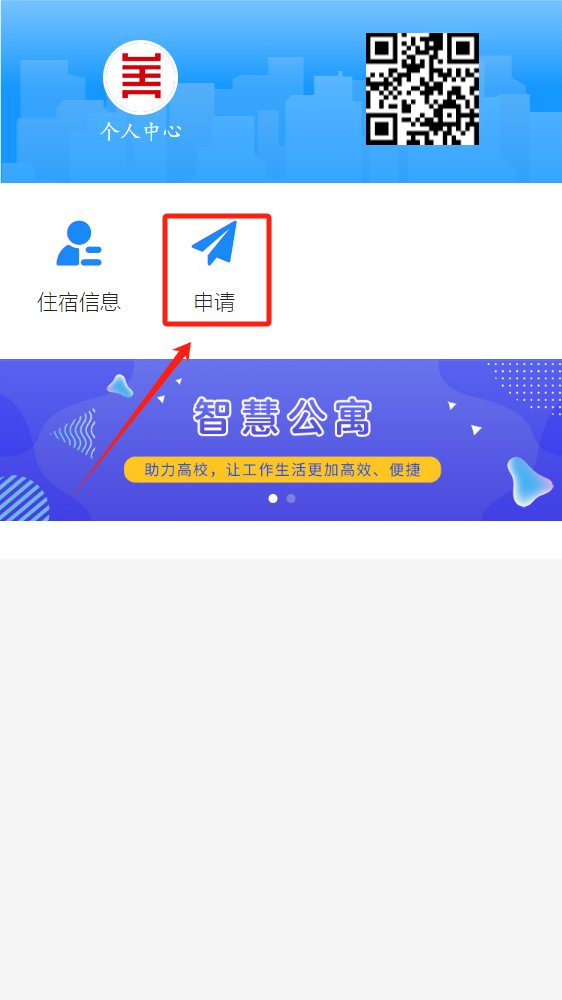 个人中心
住宿信息
申请
智慧公寓
助力高校，让工作生活更加高效、便捷